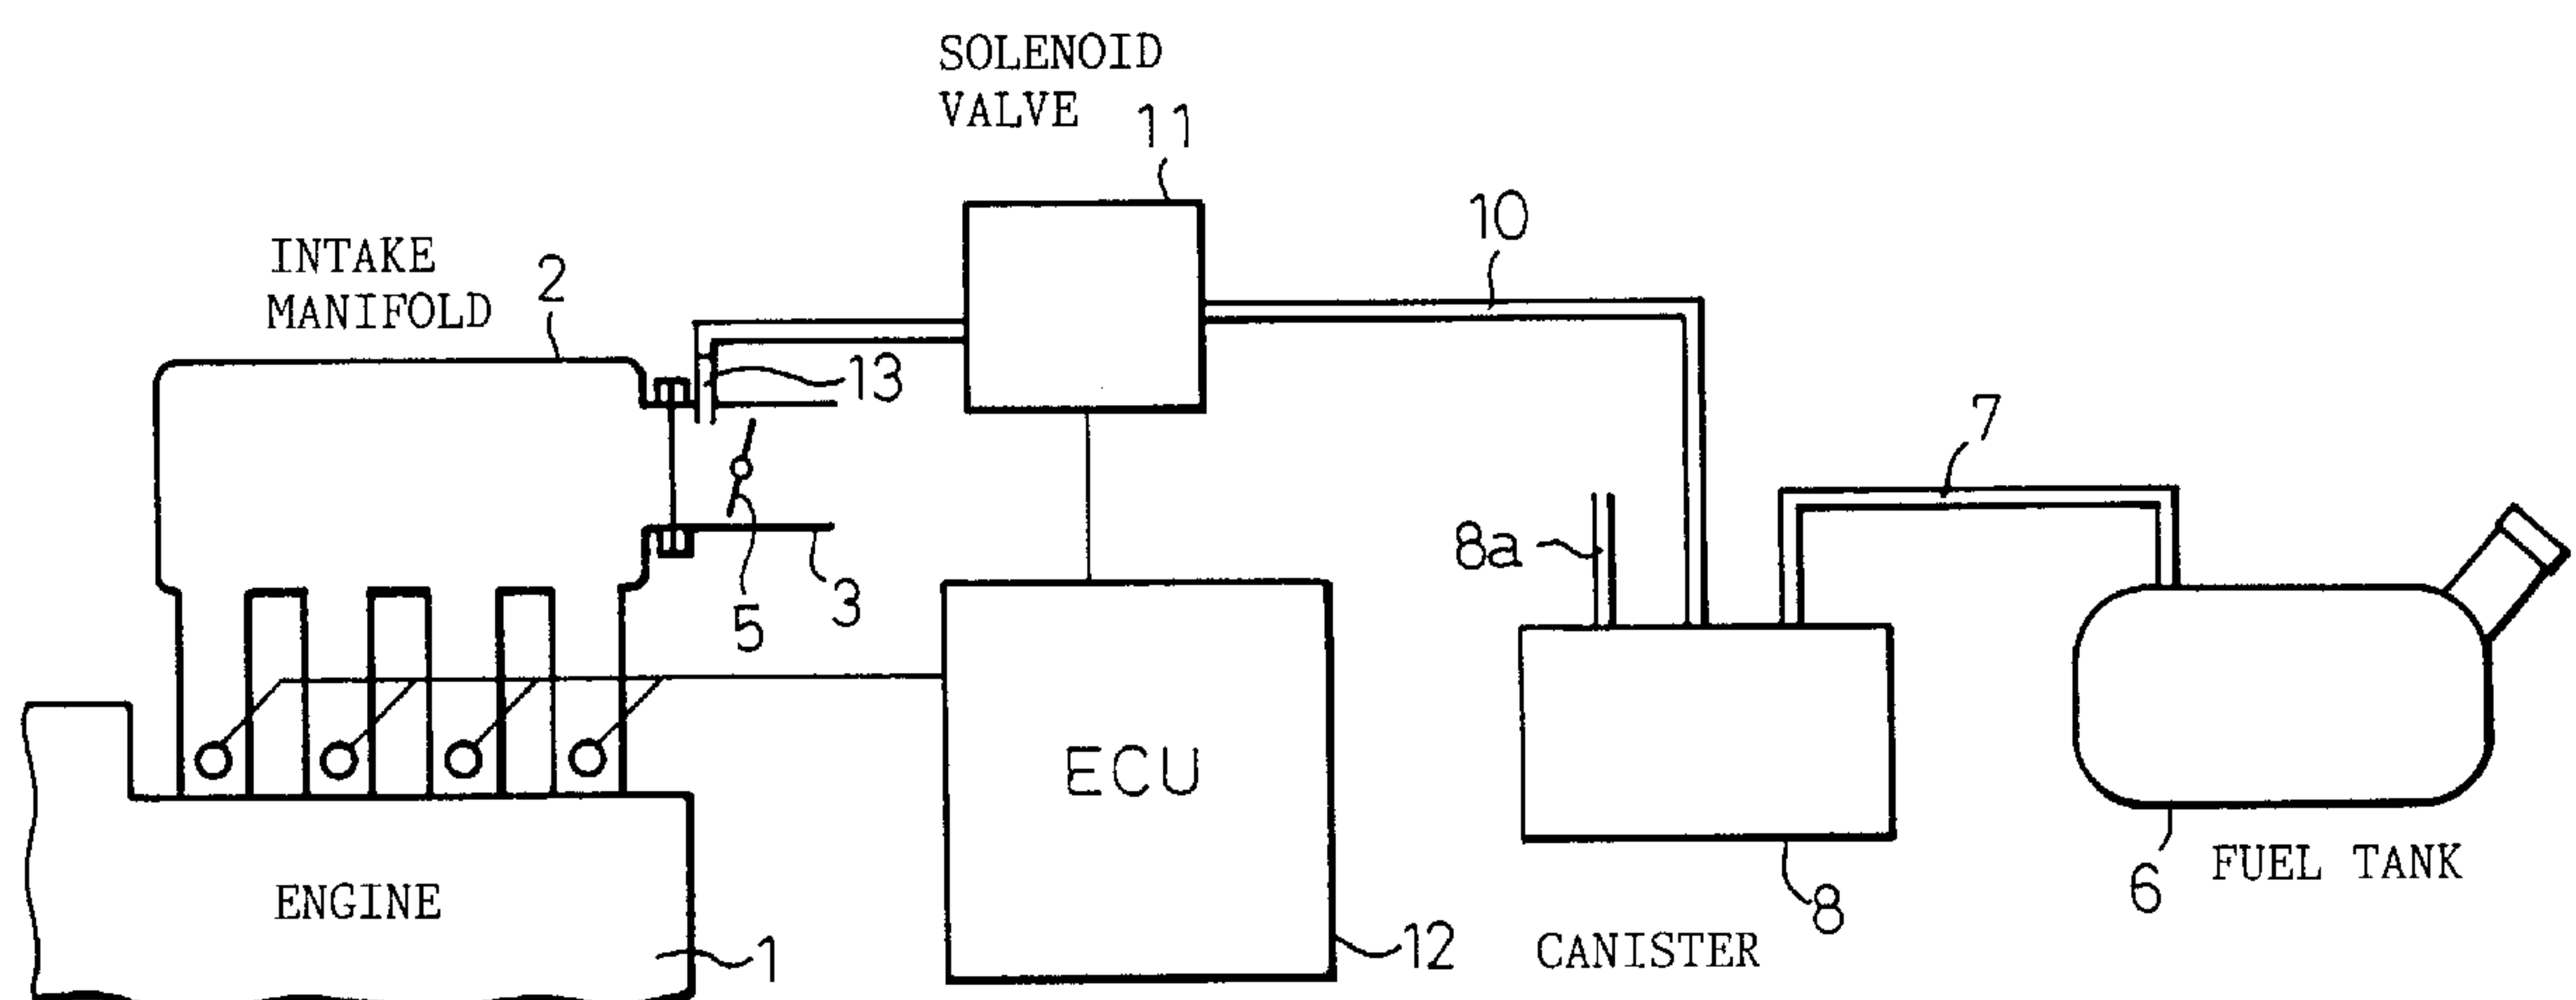 SOLENOID
VALVE
11
10
INTAKE
MANIFOLD
2
13
7
8a
5
3
ECU
ENGINE
1
12
CANISTER
8
6
FUEL TANK